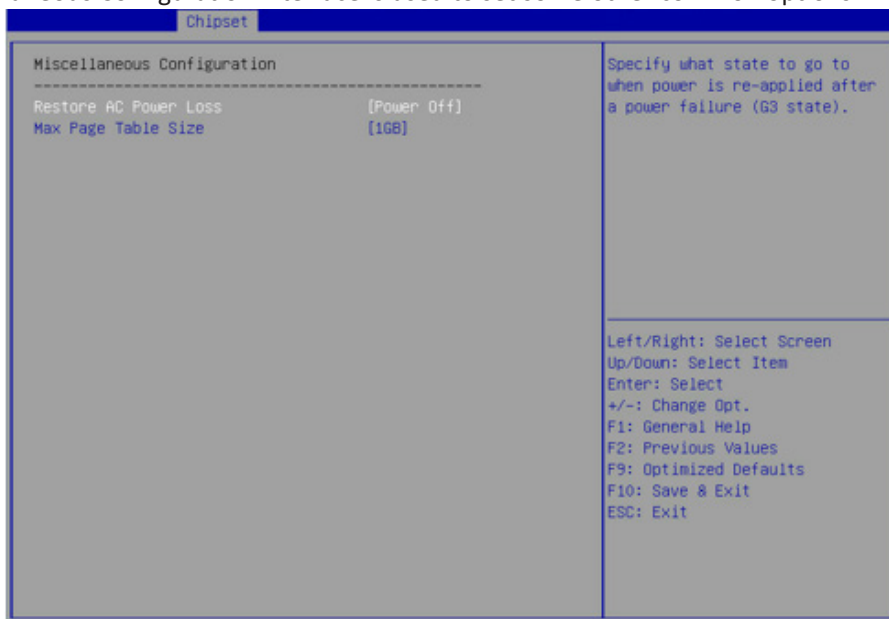 Chipset
Miscellaneous Configuration
--------------------------------------------------
Restore AC Power Loss [Power Off]
Max Page Table Size [1GB]
Specify what state to go to
when power is re-applied after
a power failure (G3 state).
Left/Right: Select Screen
Up/Down: Select Item
Enter: Select
+/-: Change Opt.
F1: General Help
F2: Previous Values
F9: Optimized Defaults
F10: Save & Exit
ESC: Exit